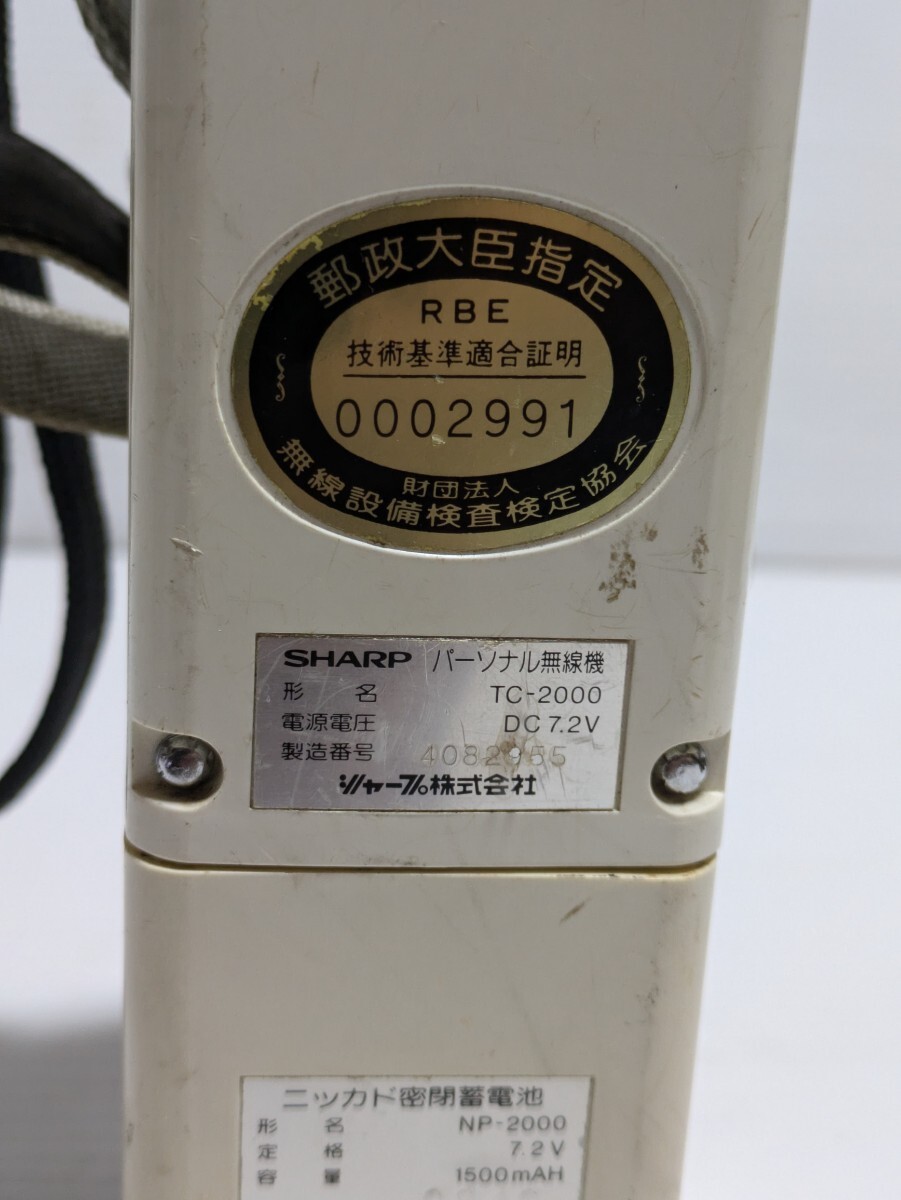 郵政大臣指定
RBE
技術基準適合証明
0002991
財団法人
無線設備検査検定協会
SHARP パーソナル無線機
形 名 TC-2000
電源電圧 DC 7.2V
製造番号 4082955
シャープ株式会社
ニッカド密閉蓄電池
形 名 NP-2000
定 格 7.2V
容 量 1500mAH